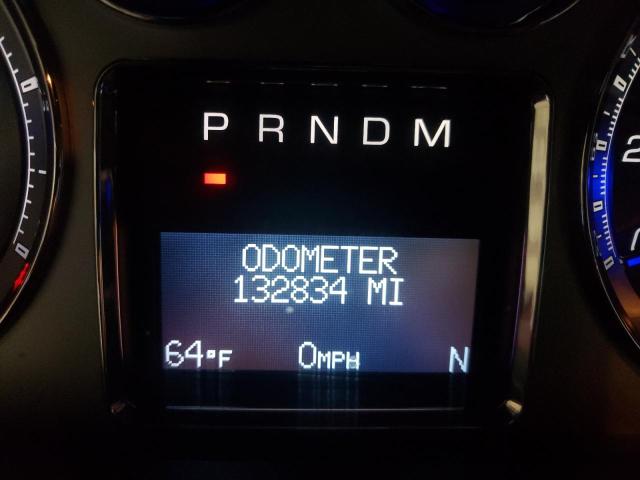 P R N D M
ODOMETER
132834 MI
64°F 0MPH N